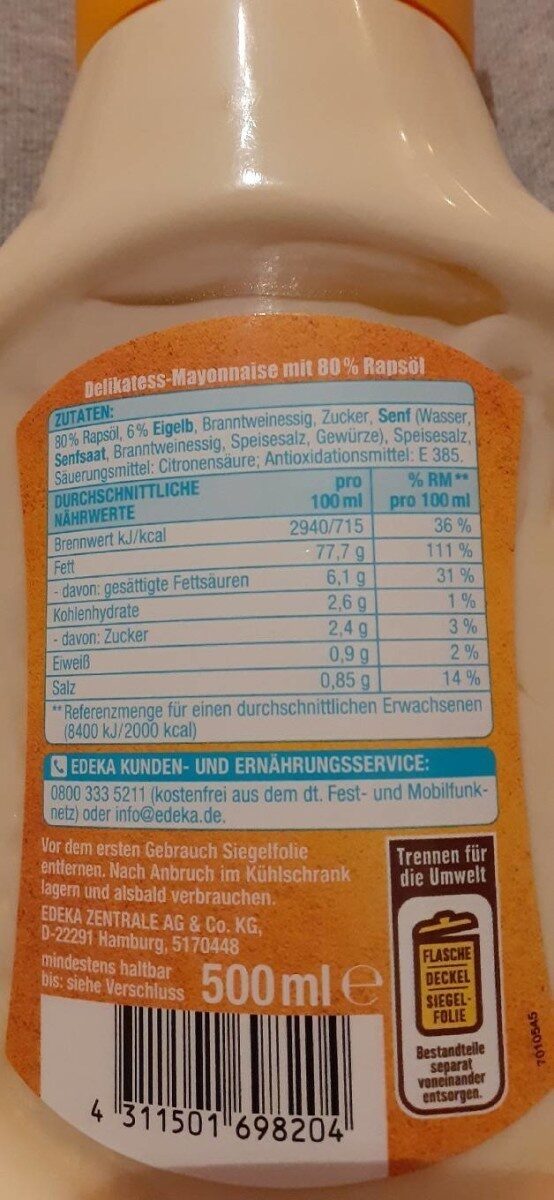 Delikatess-Mayonnaise mit 80% Rapsöl
ZUTATEN:
80% Rapsöl, 6% Eigelb, Branntweinessig, Zucker, Senf (Wasser,
Senfsaat, Branntweinessig, Speisesalz, Gewürze), Speisesalz,
Säuerungsmittel: Citronensäure; Antioxidationsmittel: E 385.
DURCHSCHNITTLICHE NÄHRWERTE pro 100 ml % RM** pro 100 ml
Brennwert kJ/kcal 2940/715 36 %
Fett 77,7 g 111 %
- davon: gesättigte Fettsäuren 6,1 g 31 %
Kohlenhydrate 2,6 g 1 %
- davon: Zucker 2,4 g 3 %
Eiweiß 0,9 g 2 %
Salz 0,85 g 14 %
**Referenzmenge für einen durchschnittlichen Erwachsenen
(8400 kJ/2000 kcal)
EDEKA KUNDEN- UND ERNÄHRUNGSSERVICE:
0800 333 5211 (kostenfrei aus dem dt. Fest- und Mobilfunk-
netz) oder info@edeka.de.
Vor dem ersten Gebrauch Siegelfolie
entfernen. Nach Anbruch im Kühlschrank
lagern und alsbald verbrauchen.
EDEKA ZENTRALE AG & Co. KG,
D-22291 Hamburg, 5170448
mindestens haltbar
bis: siehe Verschluss
500 ml e
4 311501 698204
Trennen für
die Umwelt
FLASCHE
DECKEL
SIEGEL-
FOLIE
Bestandteile
separat
voneinander
entsorgen.
7010545